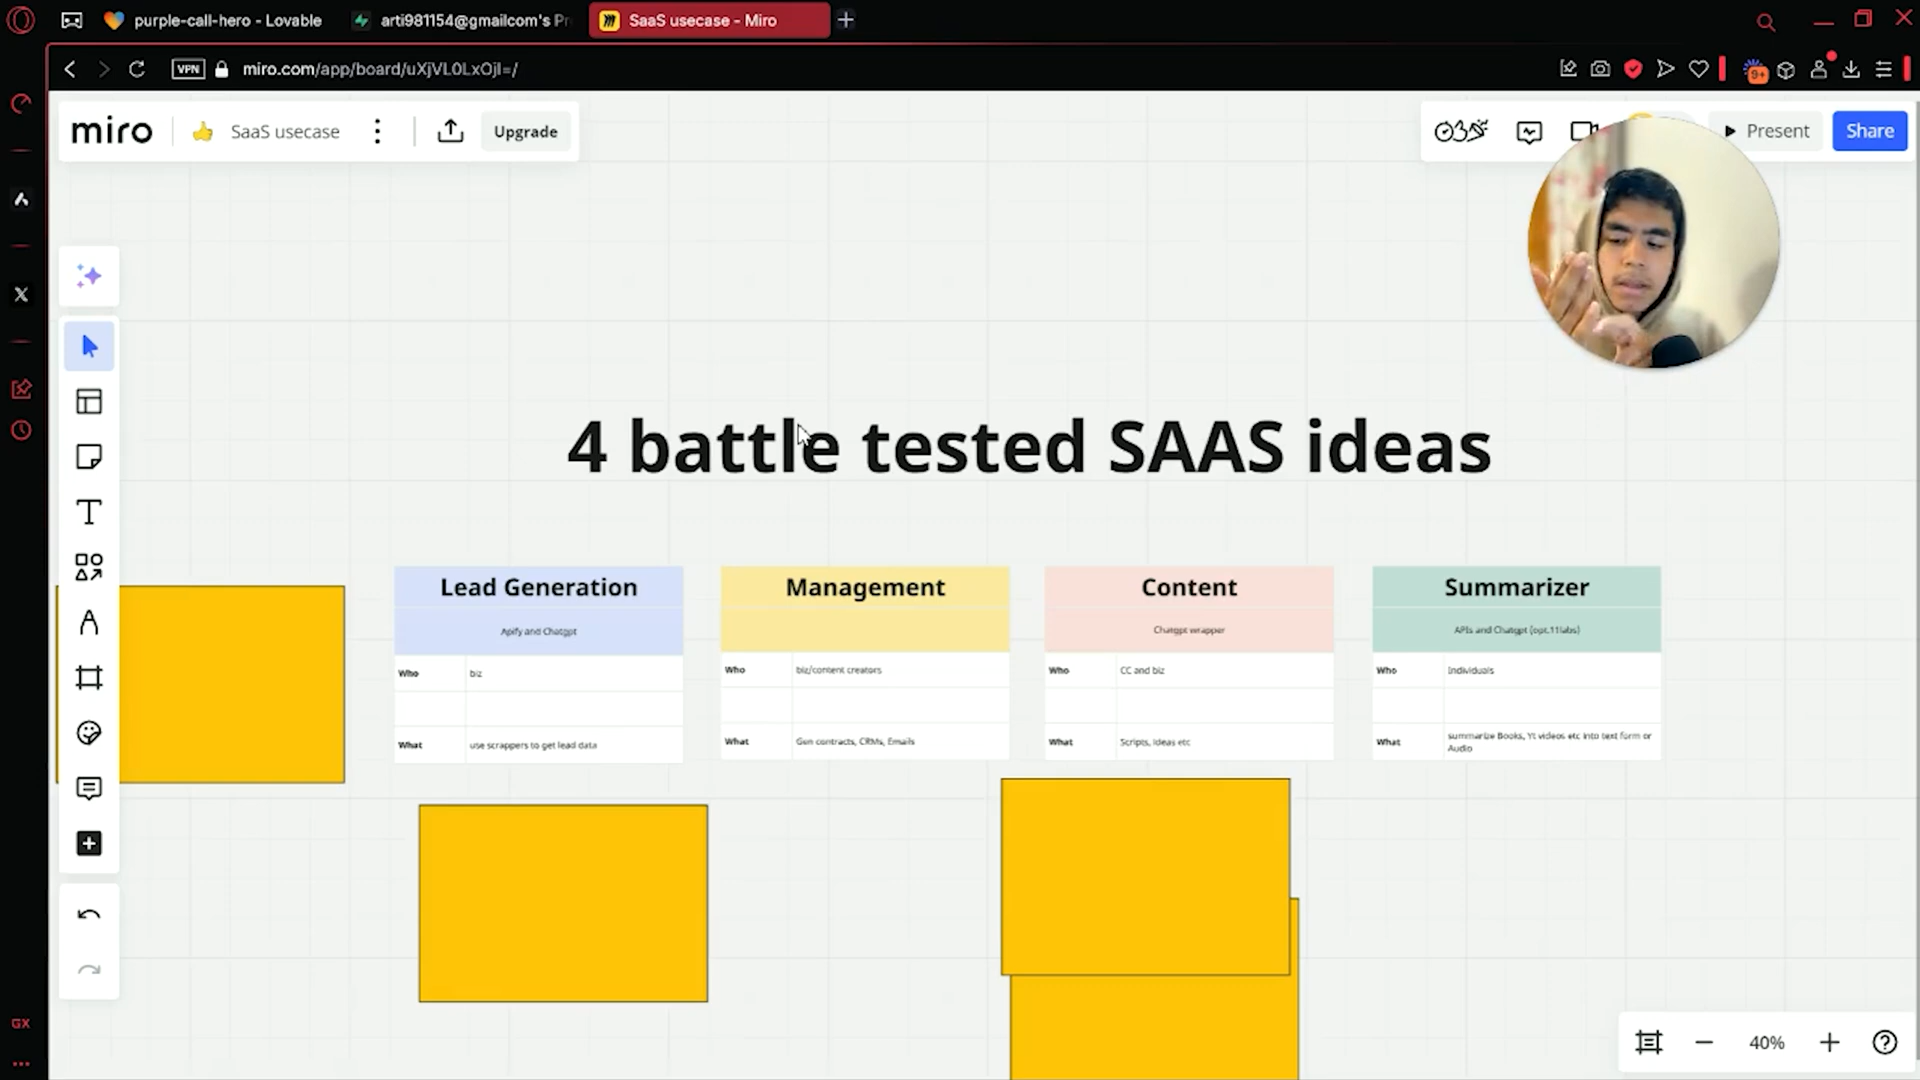 purple-call-hero - Lovable
arti981154@gmailcom's Pr
SaaS usecase - Miro
VPN
miro.com/app/board/uXjVL0LxOjI=/
9+
miro
SaaS usecase
Upgrade
Present
Share
4 battle tested SAAS ideas
Lead Generation
Apify and Chatgpt
Who
biz
What
use scrappers to get lead data
Management
Who
biz/content creators
What
Gen contracts, CRMs, Emails
Content
Chatgpt wrapper
Who
CC and biz
What
Scripts, Ideas etc
Summarizer
APIs and Chatgpt (opt.11labs)
Who
Individuals
What
summarize Books, Yt videos etc into text form or
Audio
GX
40%